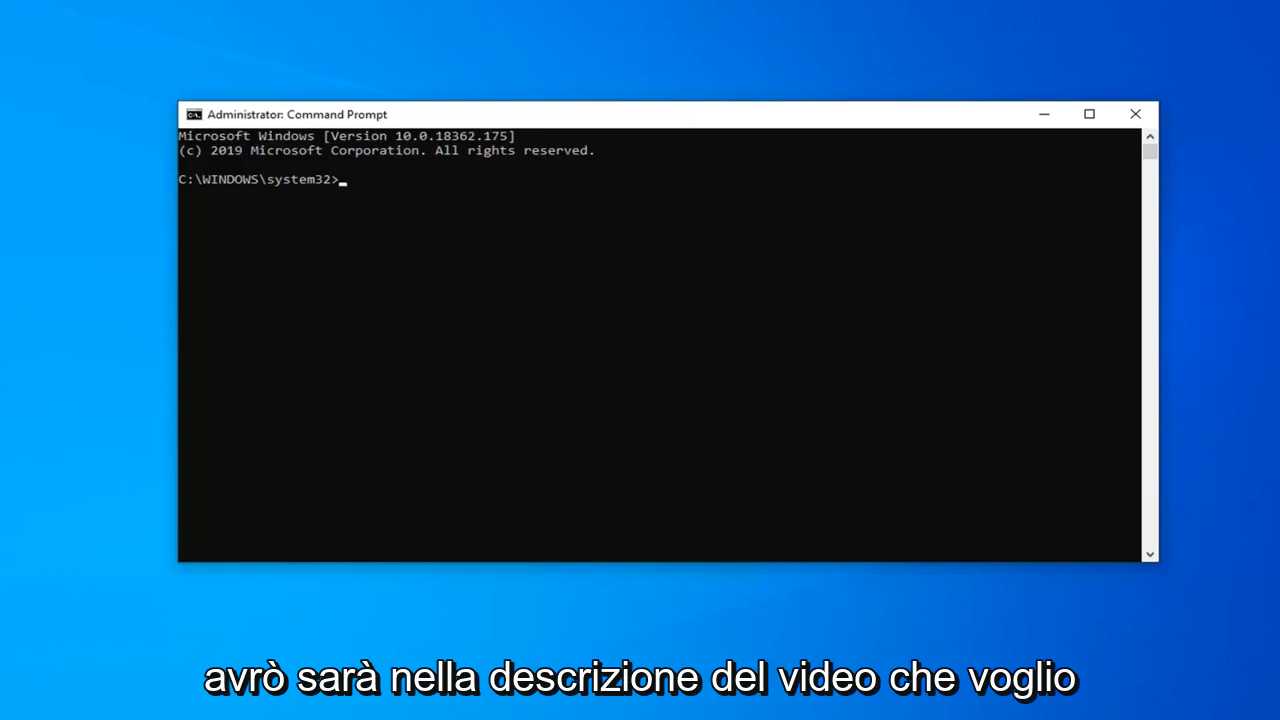 Administrator: Command Prompt
Microsoft Windows [Version 10.0.18362.175]
(c) 2019 Microsoft Corporation. All rights reserved.
C:\WINDOWS\system32>
avrò sarà nella descrizione del video che voglio